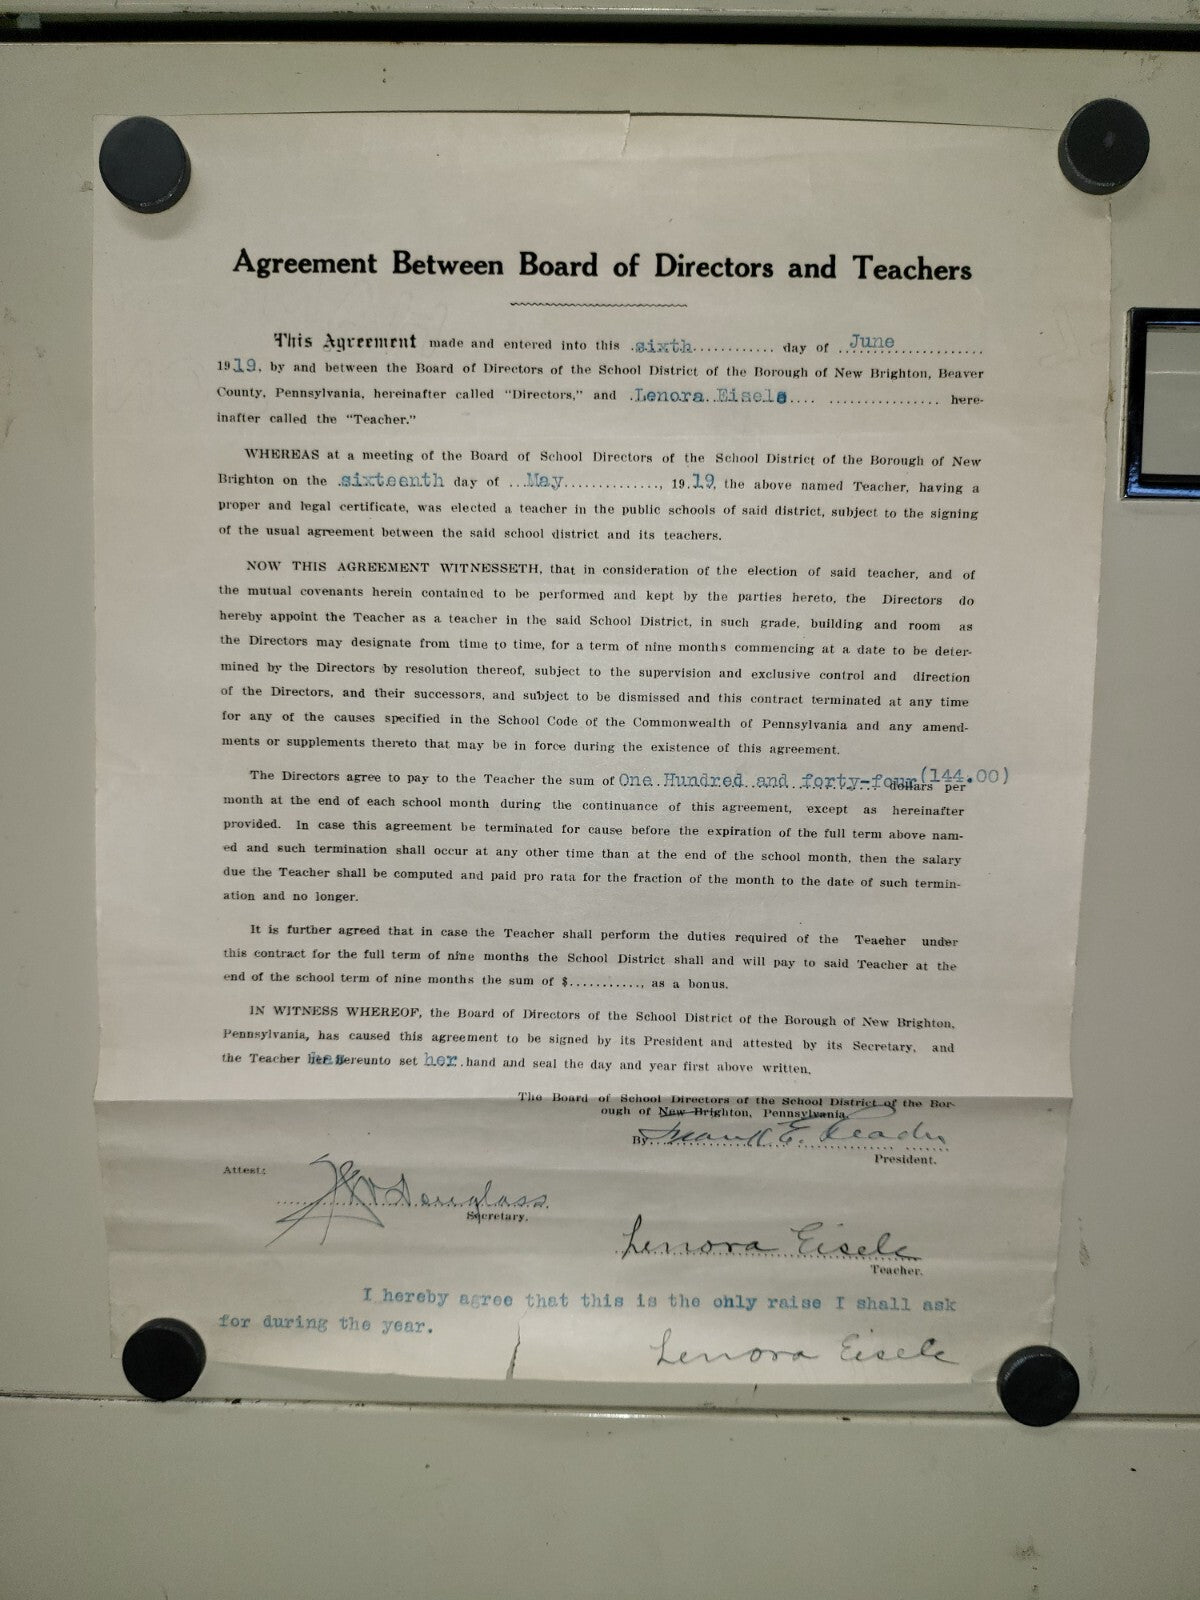 Agreement Between Board of Directors and Teachers
This Agreement made and entered into this .sixth............ day of ..June..............
1919, by and between the Board of Directors of the School District of the Borough of New Brighton, Beaver
County, Pennsylvania, hereinafter called "Directors," and .Lenora..Eisele.... ................ here-
inafter called the "Teacher."
WHEREAS at a meeting of the Board of School Directors of the School District of the Borough of New
Brighton on the .sixteenth day of ...May.............., 19.19, the above named Teacher, having a
proper and legal certificate, was elected a teacher in the public schools of said district, subject to the signing
of the usual agreement between the said school district and its teachers.
NOW THIS AGREEMENT WITNESSETH, that in consideration of the election of said teacher, and of
the mutual covenants herein contained to be performed and kept by the parties hereto, the Directors do
hereby appoint the Teacher as a teacher in the said School District, in such grade, building and room as
the Directors may designate from time to time, for a term of nine months commencing at a date to be deter-
mined by the Directors by resolution thereof, subject to the supervision and exclusive control and direction
of the Directors, and their successors, and subject to be dismissed and this contract terminated at any time
for any of the causes specified in the School Code of the Commonwealth of Pennsylvania and any amend-
ments or supplements thereto that may be in force during the existence of this agreement.
The Directors agree to pay to the Teacher the sum of One Hundred and forty-four (144.00) dollars per
month at the end of each school month during the continuance of this agreement, except as hereinafter
provided. In case this agreement be terminated for cause before the expiration of the full term above nam-
ed and such termination shall occur at any other time than at the end of the school month, then the salary
due the Teacher shall be computed and paid pro rata for the fraction of the month to the date of such termin-
ation and no longer.
It is further agreed that in case the Teacher shall perform the duties required of the Teacher under
this contract for the full term of nine months the School District shall and will pay to said Teacher at the
end of the school term of nine months the sum of $..........., as a bonus.
IN WITNESS WHEREOF, the Board of Directors of the School District of the Borough of New Brighton,
Pennsylvania, has caused this agreement to be signed by its President and attested by its Secretary, and
the Teacher has hereunto set her hand and seal the day and year first above written.
The Board of School Directors of the School District of the Bor-
ough of New Brighton, Pennsylvania,
By Frank E. Reader
President.
Attest:
Douglass
Secretary.
Lenora Eisele
Teacher.
I hereby agree that this is the only raise I shall ask
for during the year.
Lenora Eisele